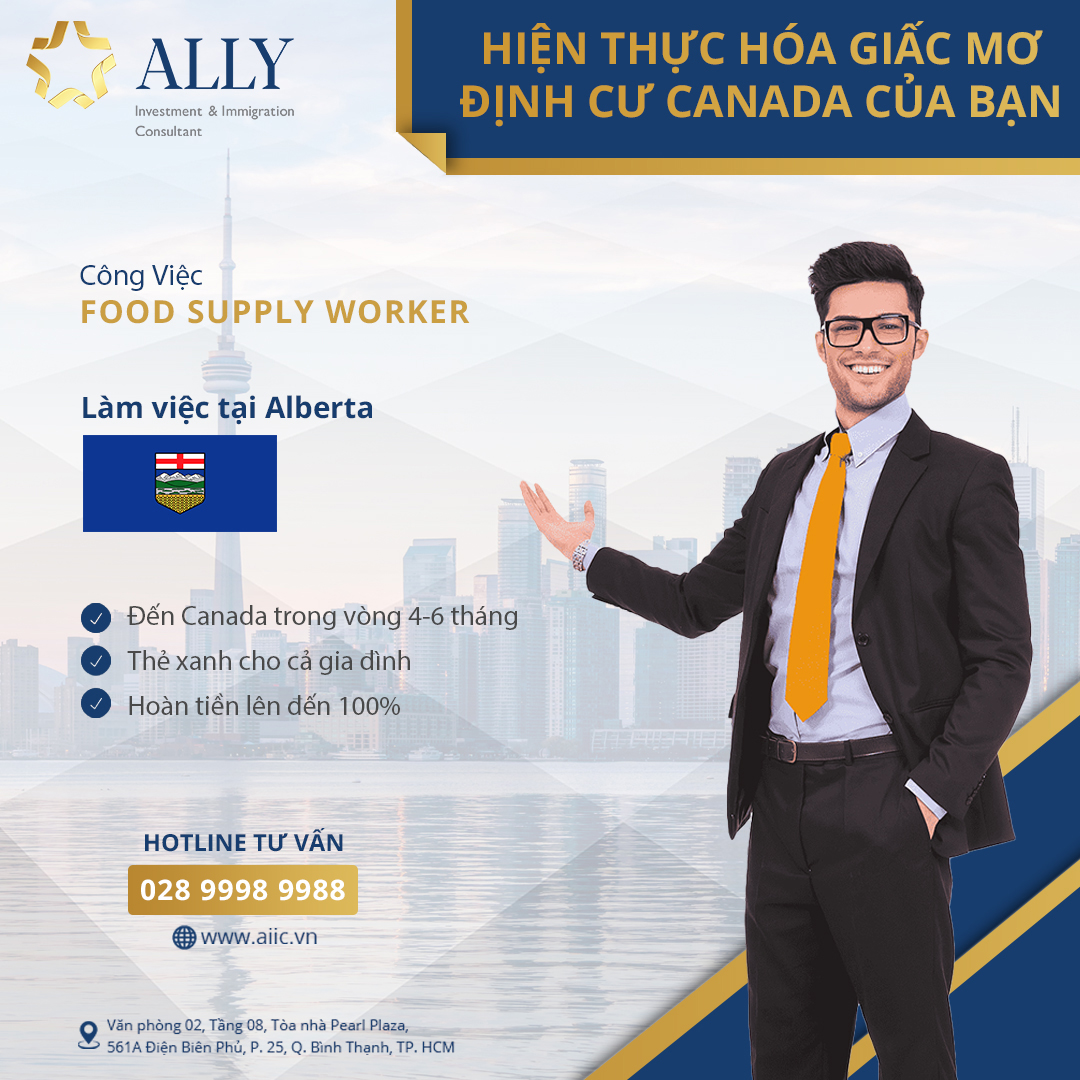 ALLY
Investment & Immigration
Consultant
HIỆN THỰC HÓA GIẤC MƠ
ĐỊNH CƯ CANADA CỦA BẠN
Công Việc
FOOD SUPPLY WORKER
Làm việc tại Alberta
Đến Canada trong vòng 4-6 tháng
Thẻ xanh cho cả gia đình
Hoàn tiền lên đến 100%
HOTLINE TƯ VẤN
028 9998 9988
www.aiic.vn
Văn phòng 02, Tầng 08, Tòa nhà Pearl Plaza,
561A Điện Biên Phủ, P. 25, Q. Bình Thạnh, TP. HCM